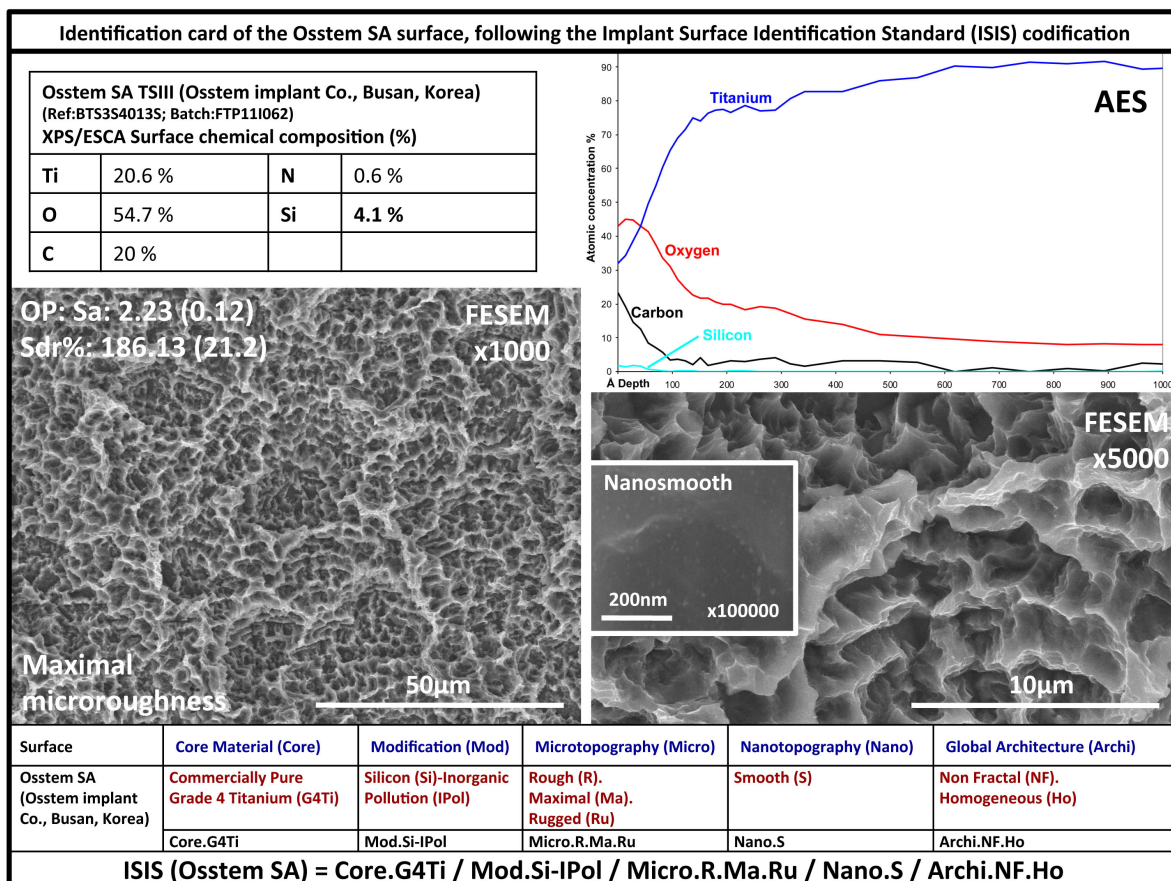 Identification card of the Osstem SA surface, following the Implant Surface Identification Standard (ISIS) codification
Osstem SA TSIII (Osstem implant Co., Busan, Korea)
(Ref:BTS3S4013S; Batch:FTP11I062)
XPS/ESCA Surface chemical composition (%)
Ti 20.6 % N 0.6 %
O 54.7 % Si 4.1 %
C 20 %
AES
Titanium
Oxygen
Carbon
Silicon
Atomic concentration %
90
80
70
60
50
40
30
20
10
0
Å Depth 100 200 300 400 500 600 700 800 900 1000
OP: Sa: 2.23 (0.12)
Sdr%: 186.13 (21.2)
FESEM
x1000
Maximal
microroughness
50μm
FESEM
x5000
Nanosmooth
200nm
x100000
10μm
Surface Core Material (Core) Modification (Mod) Microtopography (Micro) Nanotopography (Nano) Global Architecture (Archi)
Osstem SA Commercially Pure Silicon (Si)-Inorganic Rough (R). Smooth (S) Non Fractal (NF).
(Osstem implant Grade 4 Titanium (G4Ti) Pollution (IPol) Maximal (Ma). Homogeneous (Ho)
Co., Busan, Korea) Rugged (Ru)
Core.G4Ti Mod.Si-IPol Micro.R.Ma.Ru Nano.S Archi.NF.Ho
ISIS (Osstem SA) = Core.G4Ti / Mod.Si-IPol / Micro.R.Ma.Ru / Nano.S / Archi.NF.Ho